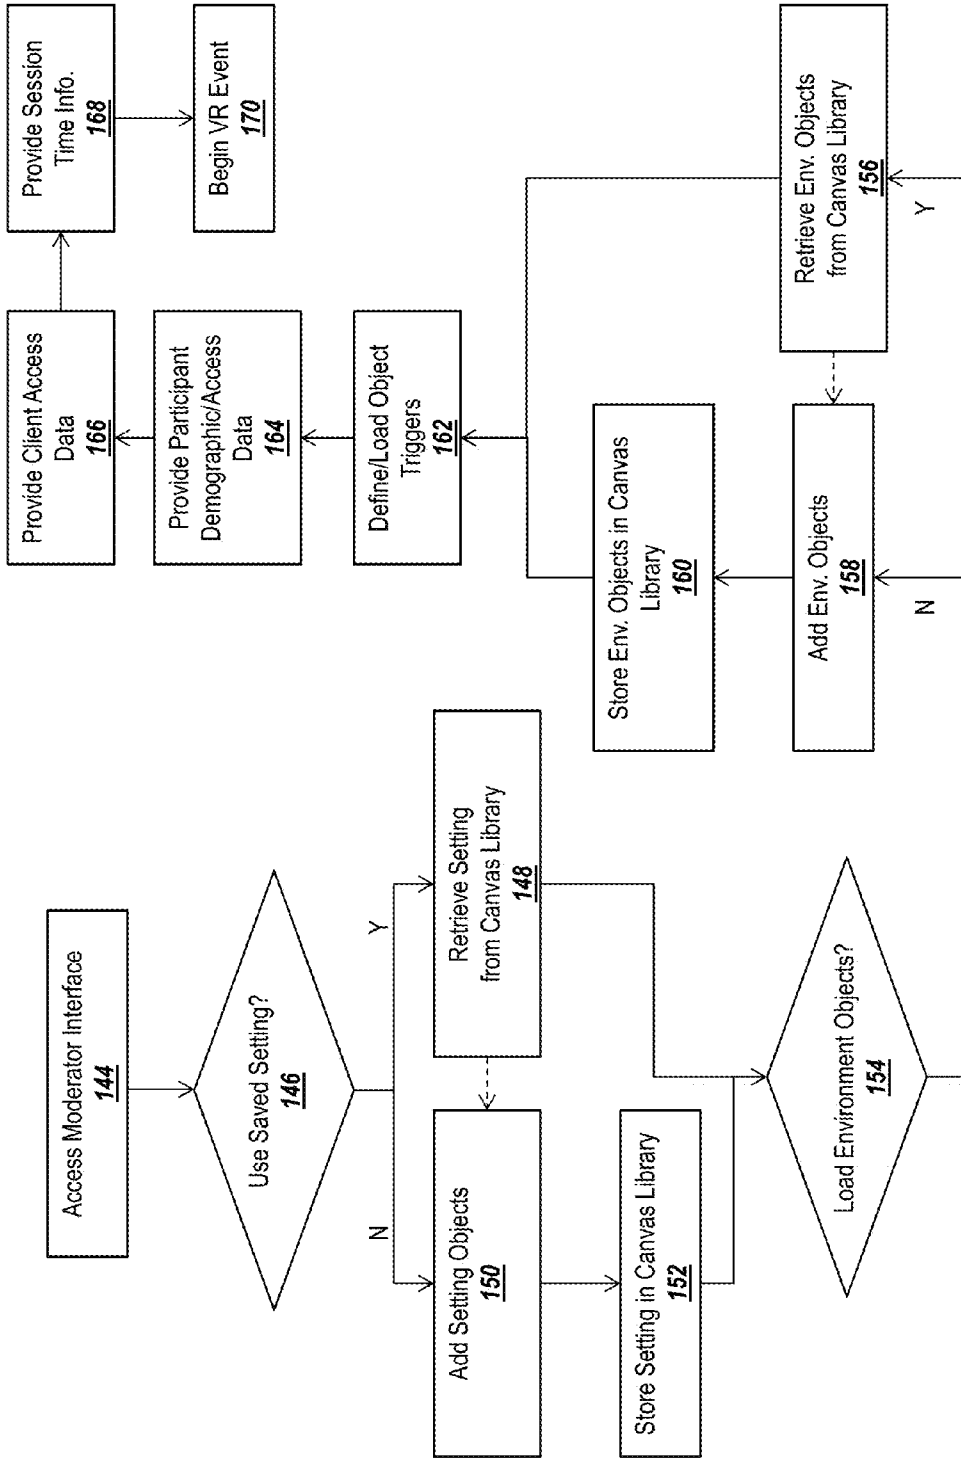 Access Moderator Interface
144
Use Saved Setting?
146
N
Y
Add Setting Objects
150
Retrieve Setting
from Canvas Library
148
Store Setting in Canvas Library
152
Load Environment Objects?
154
N
Y
Add Env. Objects
158
Retrieve Env. Objects
from Canvas Library
156
Store Env. Objects in Canvas
Library
160
Define/Load Object
Triggers
162
Provide Participant
Demographic/Access
Data
164
Provide Client Access
Data
166
Provide Session
Time Info.
168
Begin VR Event
170